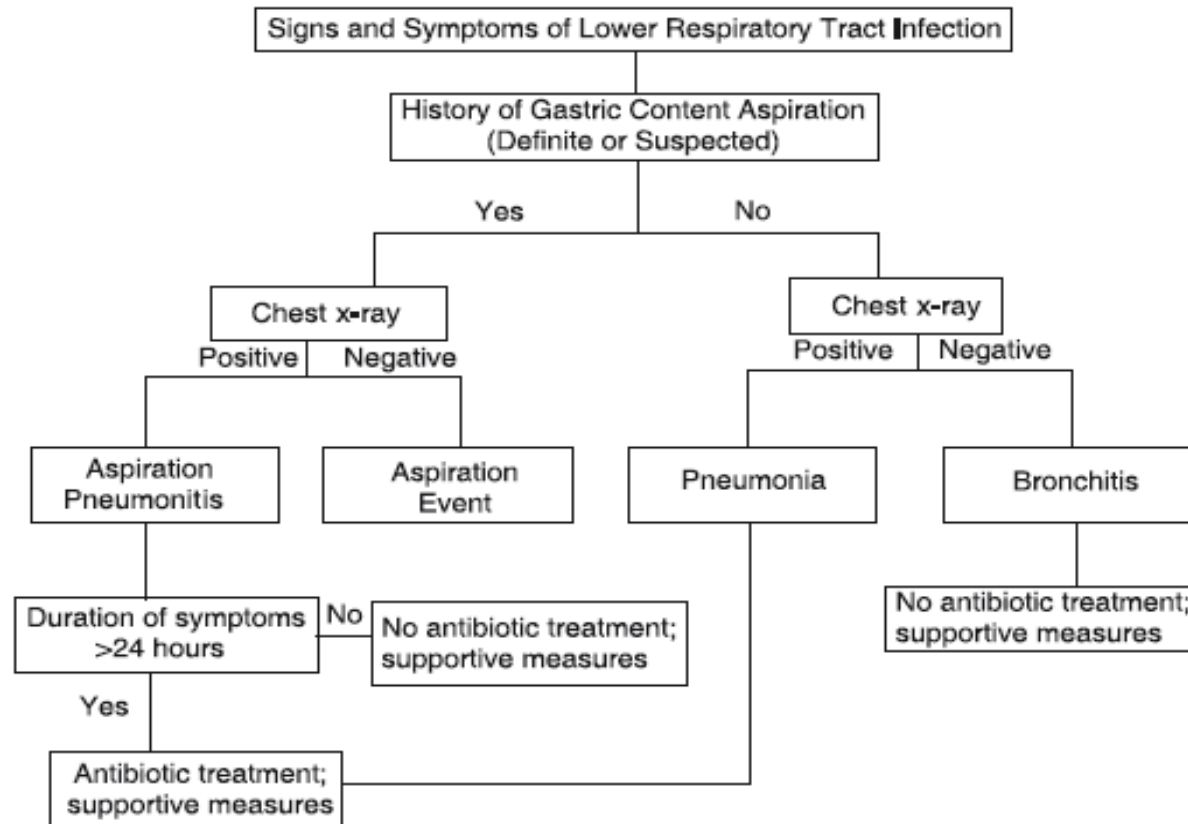 Signs and Symptoms of Lower Respiratory Tract Infection
History of Gastric Content Aspiration
(Definite or Suspected)
Yes
No
Chest x-ray
Positive
Negative
Chest x-ray
Positive
Negative
Aspiration
Pneumonitis
Aspiration
Event
Pneumonia
Bronchitis
Duration of symptoms
>24 hours
No
No antibiotic treatment;
supportive measures
No antibiotic treatment;
supportive measures
Yes
Antibiotic treatment;
supportive measures